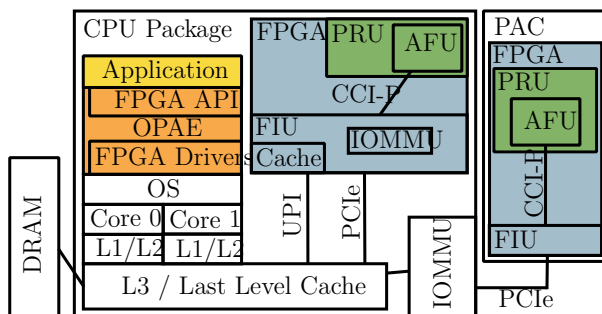 CPU Package
Application
FPGA API
OPAE
FPGA Drivers
OS
Core 0
Core 1
L1/L2
L1/L2
L3 / Last Level Cache
DRAM
FPGA
PRU
AFU
CCI-P
FIU
IOMMU
Cache
UPI
PCIe
IOMMU
PAC
FPGA
PRU
AFU
CCI-P
FIU
PCIe